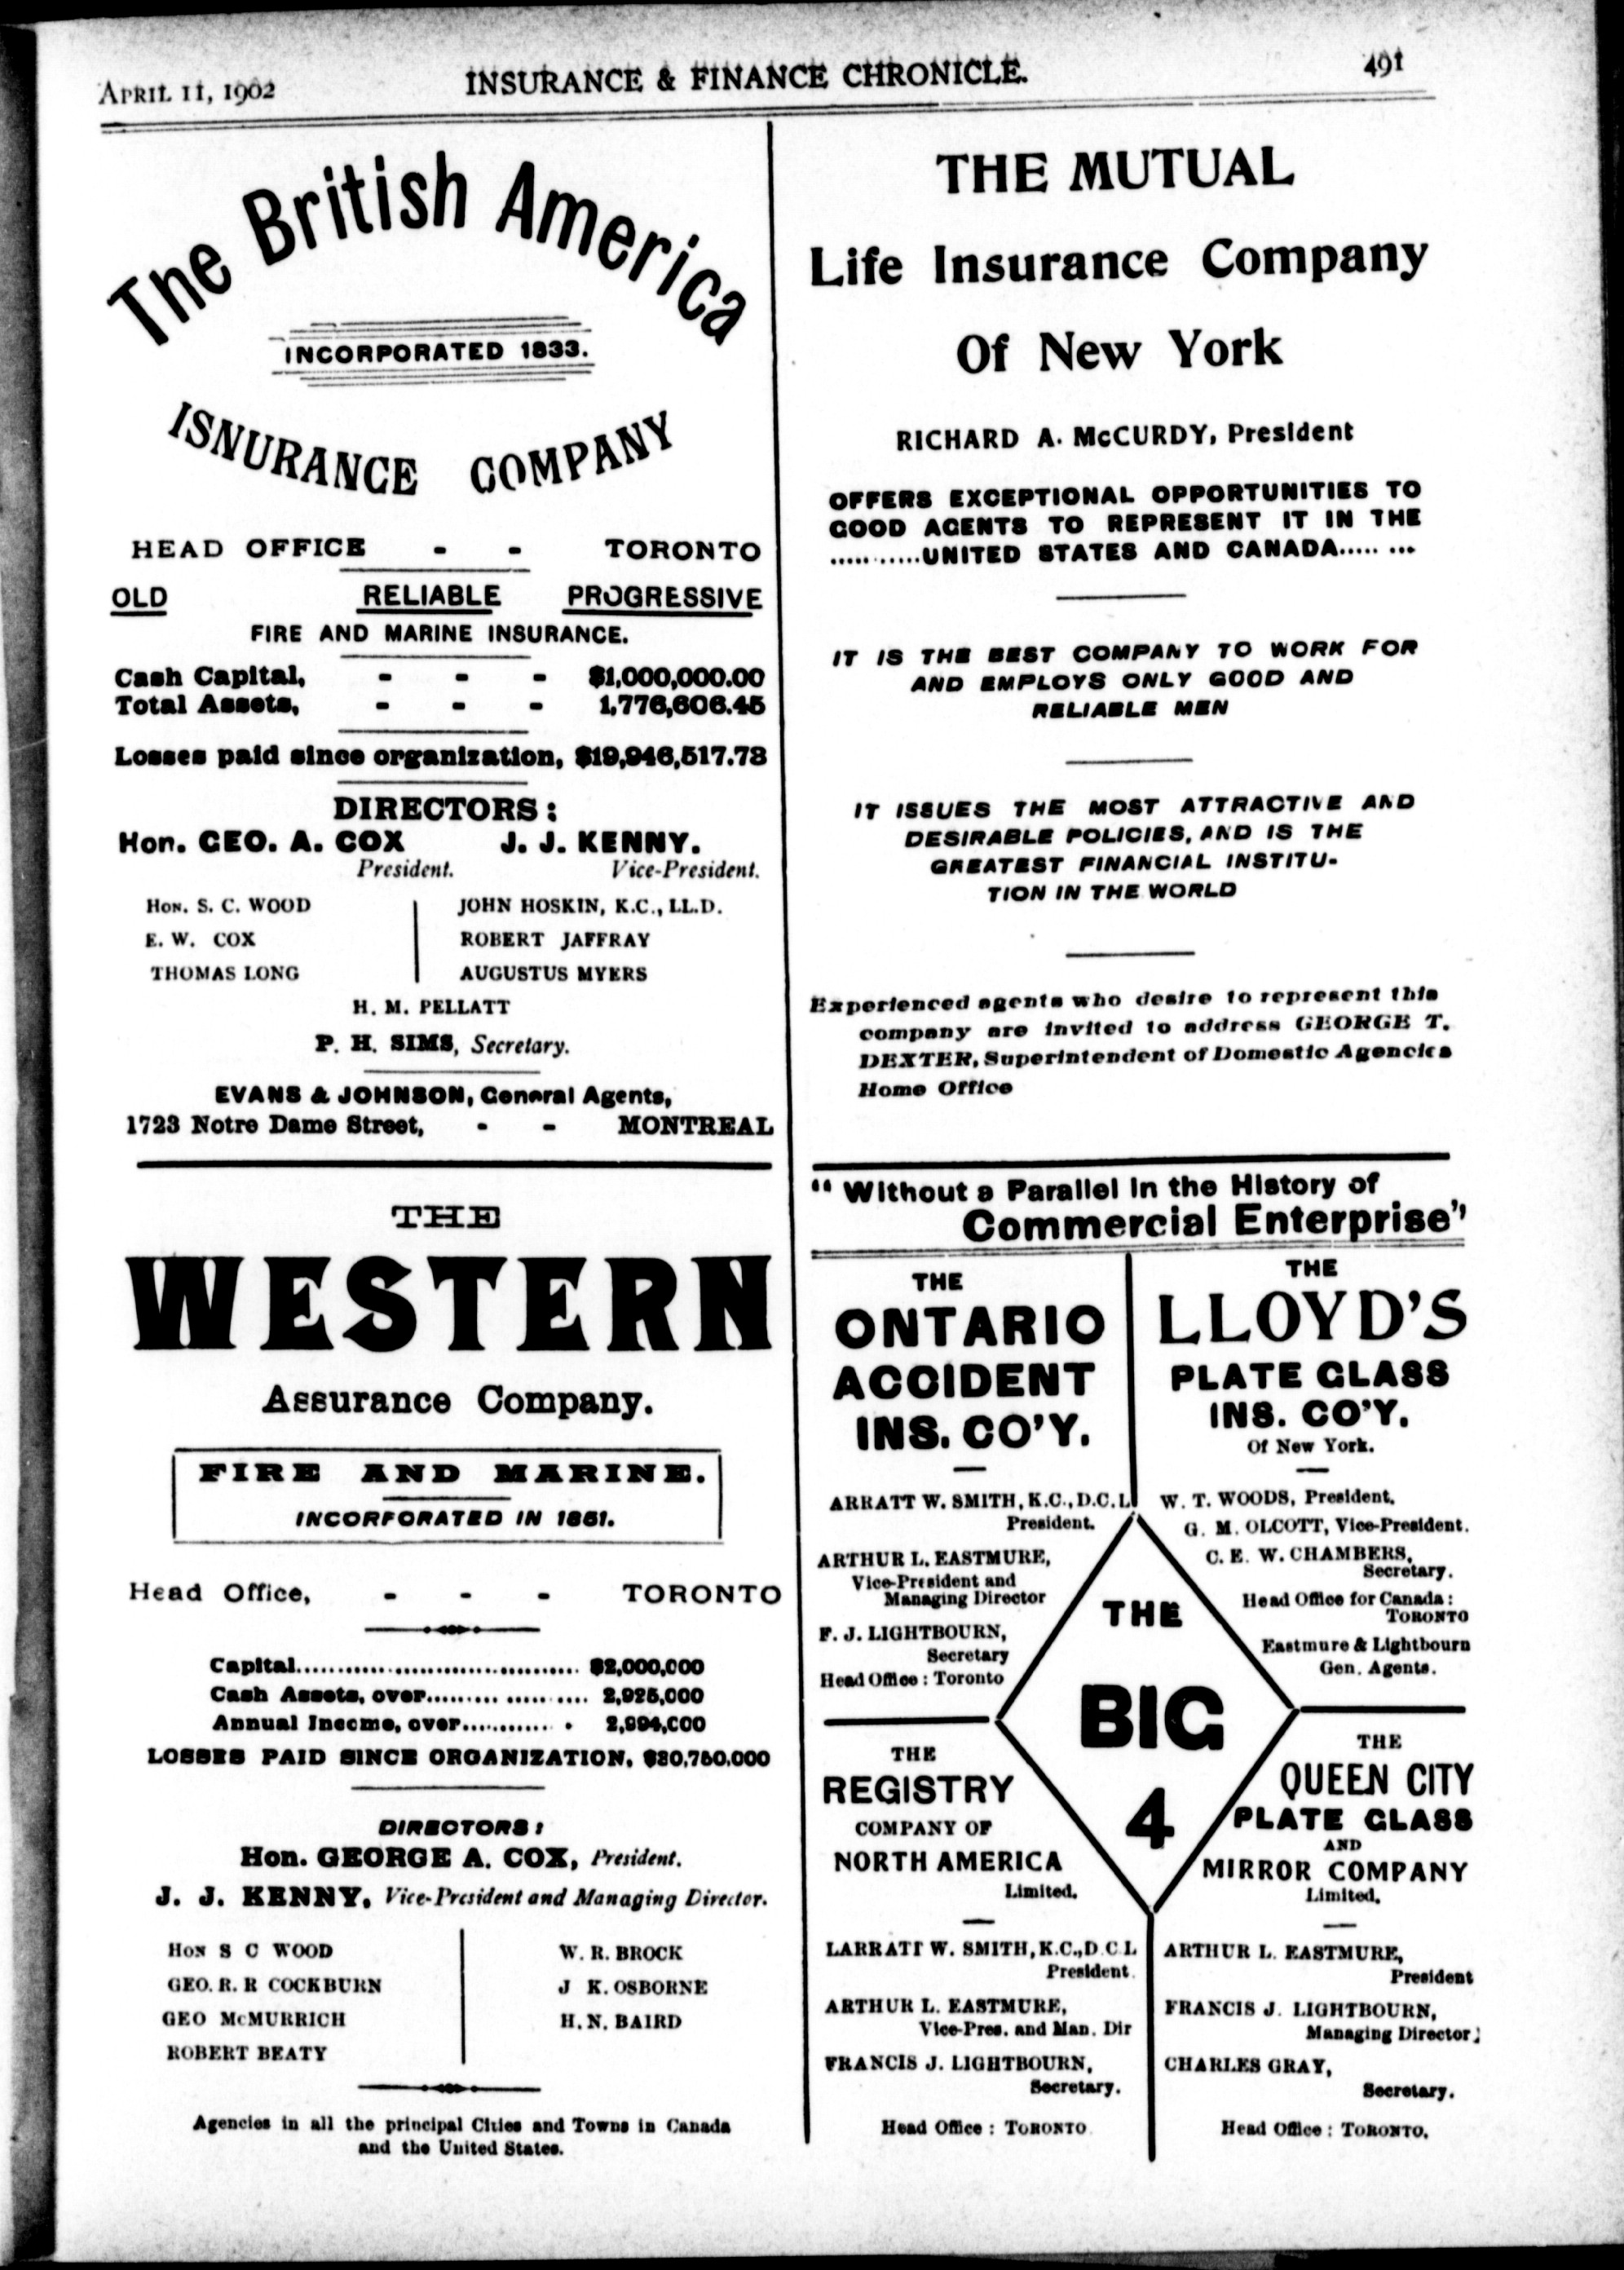 APRIL 11, 1902
INSURANCE & FINANCE CHRONICLE.
491
The British America
INCORPORATED 1833.
ISNURANCE COMPANY
HEAD OFFICE - - TORONTO
OLD RELIABLE PROGRESSIVE
FIRE AND MARINE INSURANCE.
Cash Capital, - - - $1,000,000.00
Total Assets, - - - 1,776,606.45
Losses paid since organization, $19,946,517.73
DIRECTORS:
Hon. GEO. A. COX J. J. KENNY.
President. Vice-President.
HON. S. C. WOOD JOHN HOSKIN, K.C., LL.D.
E. W. COX ROBERT JAFFRAY
THOMAS LONG AUGUSTUS MYERS
H. M. PELLATT
P. H. SIMS, Secretary.
EVANS & JOHNSON, General Agents,
1723 Notre Dame Street, - - MONTREAL
THE
WESTERN
Assurance Company.
FIRE AND MARINE.
INCORPORATED IN 1851.
Head Office, - - - TORONTO
Capital.................................. $2,000,000
Cash Assets, over......... .......... 2,925,000
Annual Income, over............ . 2,994,000
LOSSES PAID SINCE ORGANIZATION, $30,750,000
DIRECTORS:
Hon. GEORGE A. COX, President.
J. J. KENNY, Vice-President and Managing Director.
HON S C WOOD W. R. BROCK
GEO. R. R COCKBURN J K. OSBORNE
GEO McMURRICH H. N. BAIRD
ROBERT BEATY
Agencies in all the principal Cities and Towns in Canada
and the United States.
THE MUTUAL
Life Insurance Company
Of New York
RICHARD A. McCURDY, President
OFFERS EXCEPTIONAL OPPORTUNITIES TO
GOOD AGENTS TO REPRESENT IT IN THE
...........UNITED STATES AND CANADA..... ...
IT IS THE BEST COMPANY TO WORK FOR
AND EMPLOYS ONLY GOOD AND
RELIABLE MEN
IT ISSUES THE MOST ATTRACTIVE AND
DESIRABLE POLICIES, AND IS THE
GREATEST FINANCIAL INSTITU-
TION IN THE WORLD
Experienced agents who desire to represent this
company are invited to address GEORGE T.
DEXTER, Superintendent of Domestic Agencies
Home Office
"Without a Parallel in the History of
Commercial Enterprise"
THE
ONTARIO
ACCIDENT
INS. CO'Y.
ARRATT W. SMITH, K.C., D.C.L
President.
ARTHUR L. EASTMURE,
Vice-President and
Managing Director
F. J. LIGHTBOURN,
Secretary
Head Office : Toronto
THE
LLOYD'S
PLATE GLASS
INS. CO'Y.
Of New York.
W. T. WOODS, President.
G. M. OLCOTT, Vice-President.
C. E. W. CHAMBERS,
Secretary.
Head Office for Canada :
TORONTO
Eastmure & Lightbourn
Gen. Agents.
THE
BIG
4
THE
REGISTRY
COMPANY OF
NORTH AMERICA
Limited.
LARRATT W. SMITH, K.C., D C L
President.
ARTHUR L. EASTMURE,
Vice-Pres. and Man. Dir
FRANCIS J. LIGHTBOURN,
Secretary.
Head Office : TORONTO
THE
QUEEN CITY
PLATE GLASS
AND
MIRROR COMPANY
Limited.
ARTHUR L. EASTMURE,
President
FRANCIS J. LIGHTBOURN,
Managing Director
CHARLES GRAY,
Secretary.
Head Office : TORONTO.